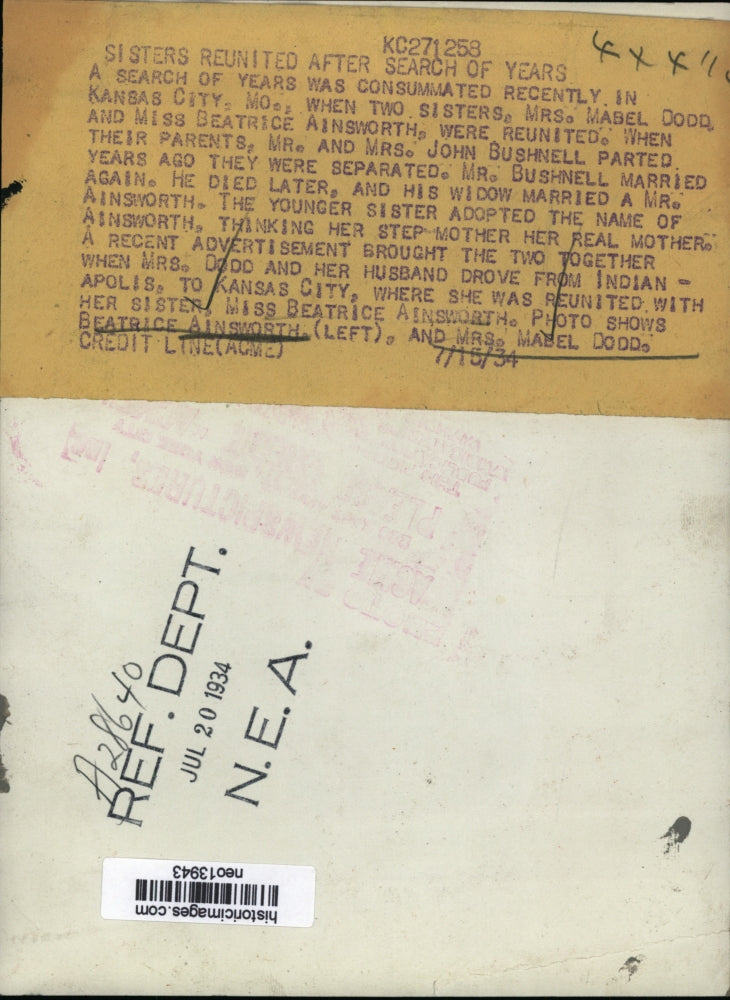 KC271253
SISTERS REUNITED AFTER SEARCH OF YEARS
A SEARCH OF YEARS WAS CONSUMMATED RECENTLY IN
KANSAS CITY, MO., WHEN TWO SISTERS, MRS. MABEL DODD,
AND MISS BEATRICE AINSWORTH, WERE REUNITED. WHEN
THEIR PARENTS, MR. AND MRS. JOHN BUSHNELL PARTED
YEARS AGO THEY WERE SEPARATED. MR. BUSHNELL MARRIED
AGAIN. HE DIED LATER, AND HIS WIDOW MARRIED A MR.
AINSWORTH. THE YOUNGER SISTER ADOPTED THE NAME OF
AINSWORTH, THINKING HER STEP-MOTHER HER REAL MOTHER.
A RECENT ADVERTISEMENT BROUGHT THE TWO TOGETHER
WHEN MRS. DODD AND HER HUSBAND DROVE FROM INDIAN-
APOLIS, TO KANSAS CITY, WHERE SHE WAS REUNITED WITH
HER SISTER, MISS BEATRICE AINSWORTH. PHOTO SHOWS
BEATRICE AINSWORTH (LEFT), AND MRS. MABEL DODD.
CREDIT LINE(ACME) 7/15/34
ACME NEWSPICTURES, INC
A28640
REF. DEPT.
JUL 20 1934
N.E.A.
neo13943
historicimages.com